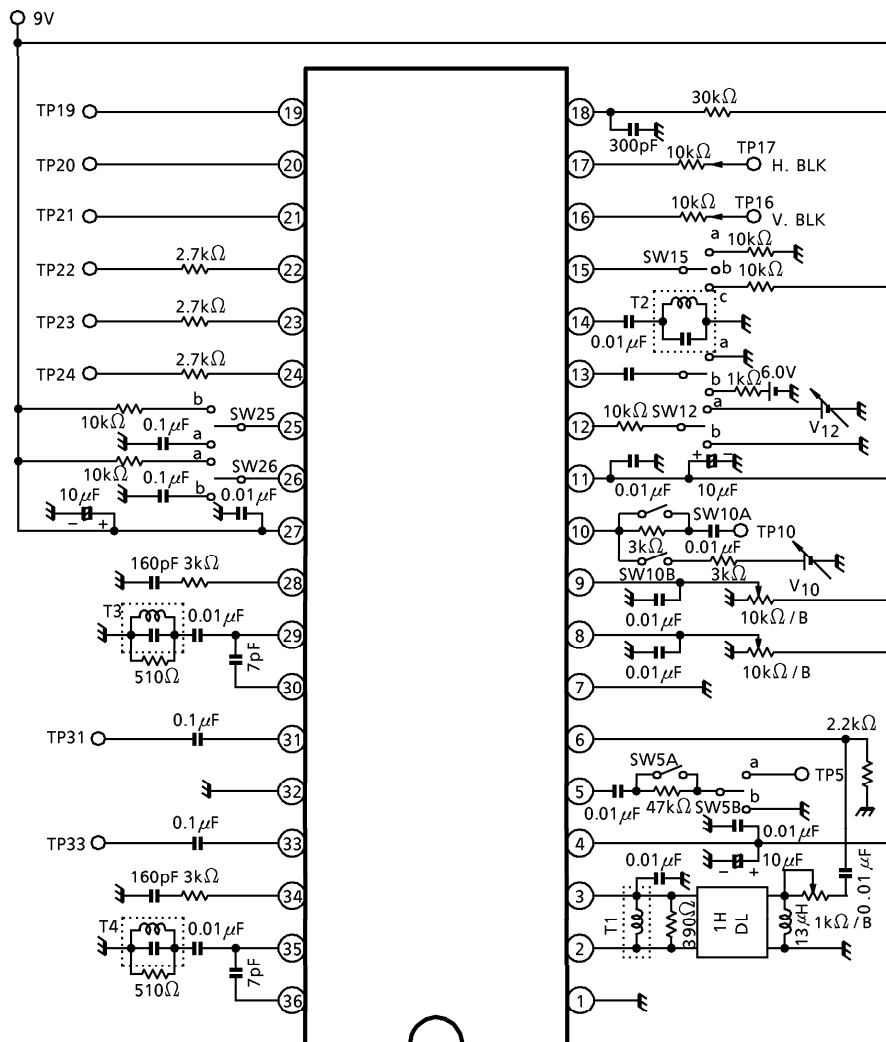 9V
TP19
19
18
30kΩ
300pF
TP20
20
17
10kΩ
TP17
H. BLK
TP21
21
16
10kΩ
TP16
V. BLK
TP22
2.7kΩ
22
15
SW15
a
10kΩ
b
10kΩ
c
TP23
2.7kΩ
23
14
0.01μF
T2
TP24
2.7kΩ
24
13
a
b
1kΩ
6.0V
10kΩ
b
SW25
25
0.1μF
a
12
10kΩ
SW12
a
V12
b
10kΩ
a
SW26
26
0.1μF
b
11
0.01μF
+
−
10μF
10μF
−
+
0.01μF
27
10
SW10A
3kΩ
0.01μF
TP10
SW10B
3kΩ
V10
160pF
3kΩ
28
9
0.01μF
10kΩ/B
T3
0.01μF
29
510Ω
7pF
8
0.01μF
10kΩ/B
30
7
TP31
0.1μF
31
6
2.2kΩ
32
5
0.01μF
SW5A
47kΩ
SW5B
a
TP5
b
TP33
0.1μF
33
4
0.01μF
−
+
10μF
0.01μF
160pF
3kΩ
34
3
0.01μF
T1
390Ω
1H
DL
13μH
1kΩ/B
T4
0.01μF
35
510Ω
7pF
2
36
1